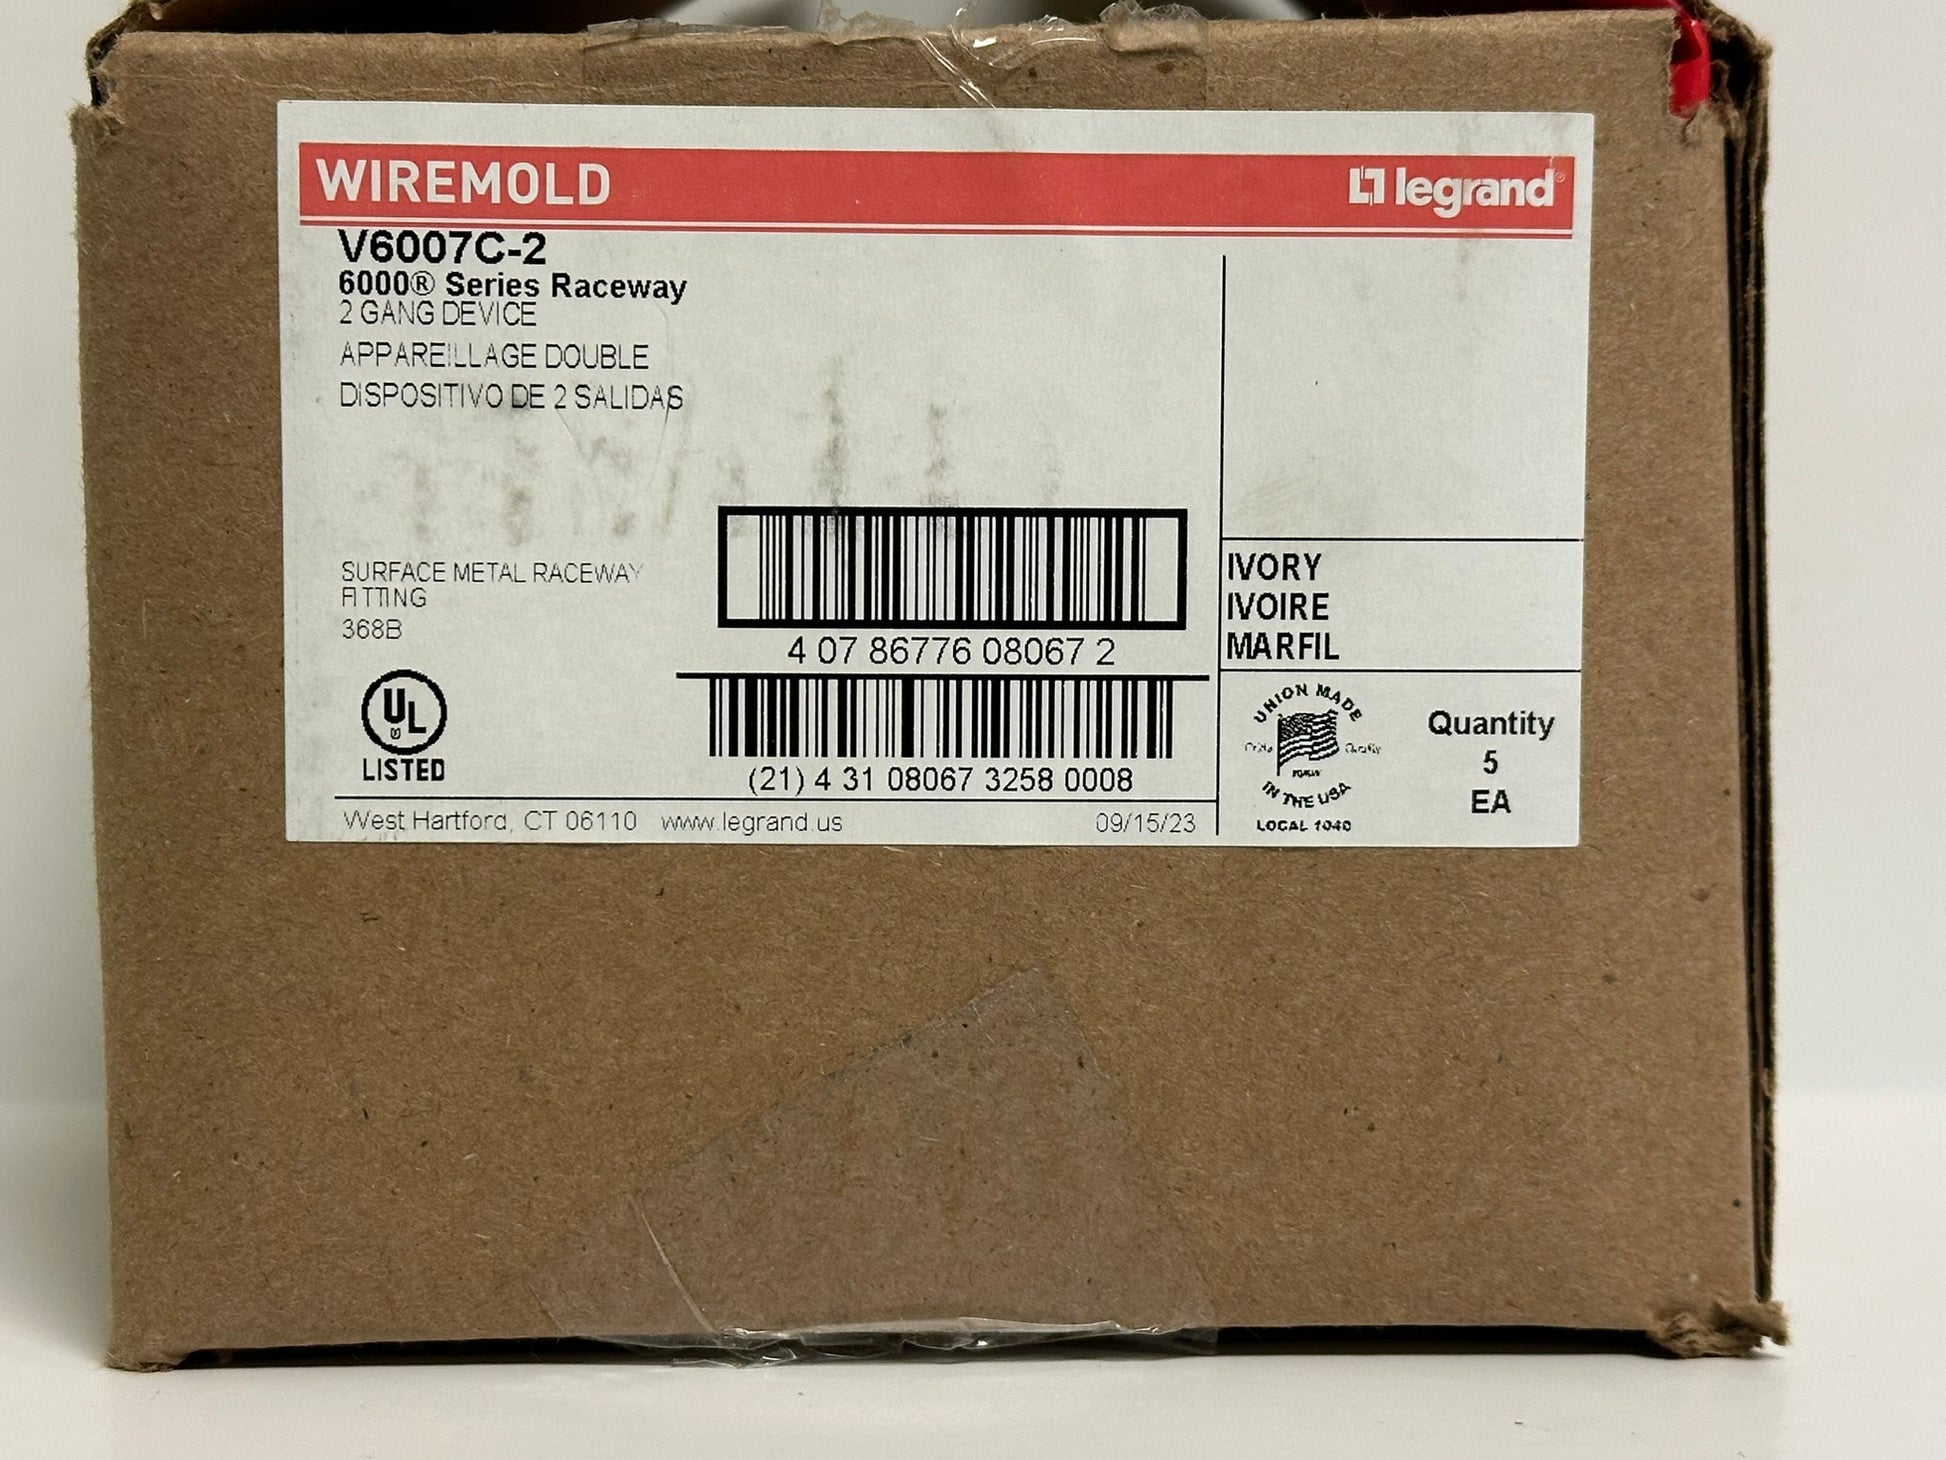 WIREMOLD
legrand®
V6007C-2
6000® Series Raceway
2 GANG DEVICE
APPAREILLAGE DOUBLE
DISPOSITIVO DE 2 SALIDAS
SURFACE METAL RACEWAY
FITTING
368B
4 07 86776 08067 2
(21) 4 31 08067 3258 0008
UL
LISTED
West Hartford, CT 06110 www.legrand.us
09/15/23
IVORY
IVOIRE
MARFIL
UNION MADE
IN THE USA
LOCAL 1040
Quantity
5
EA